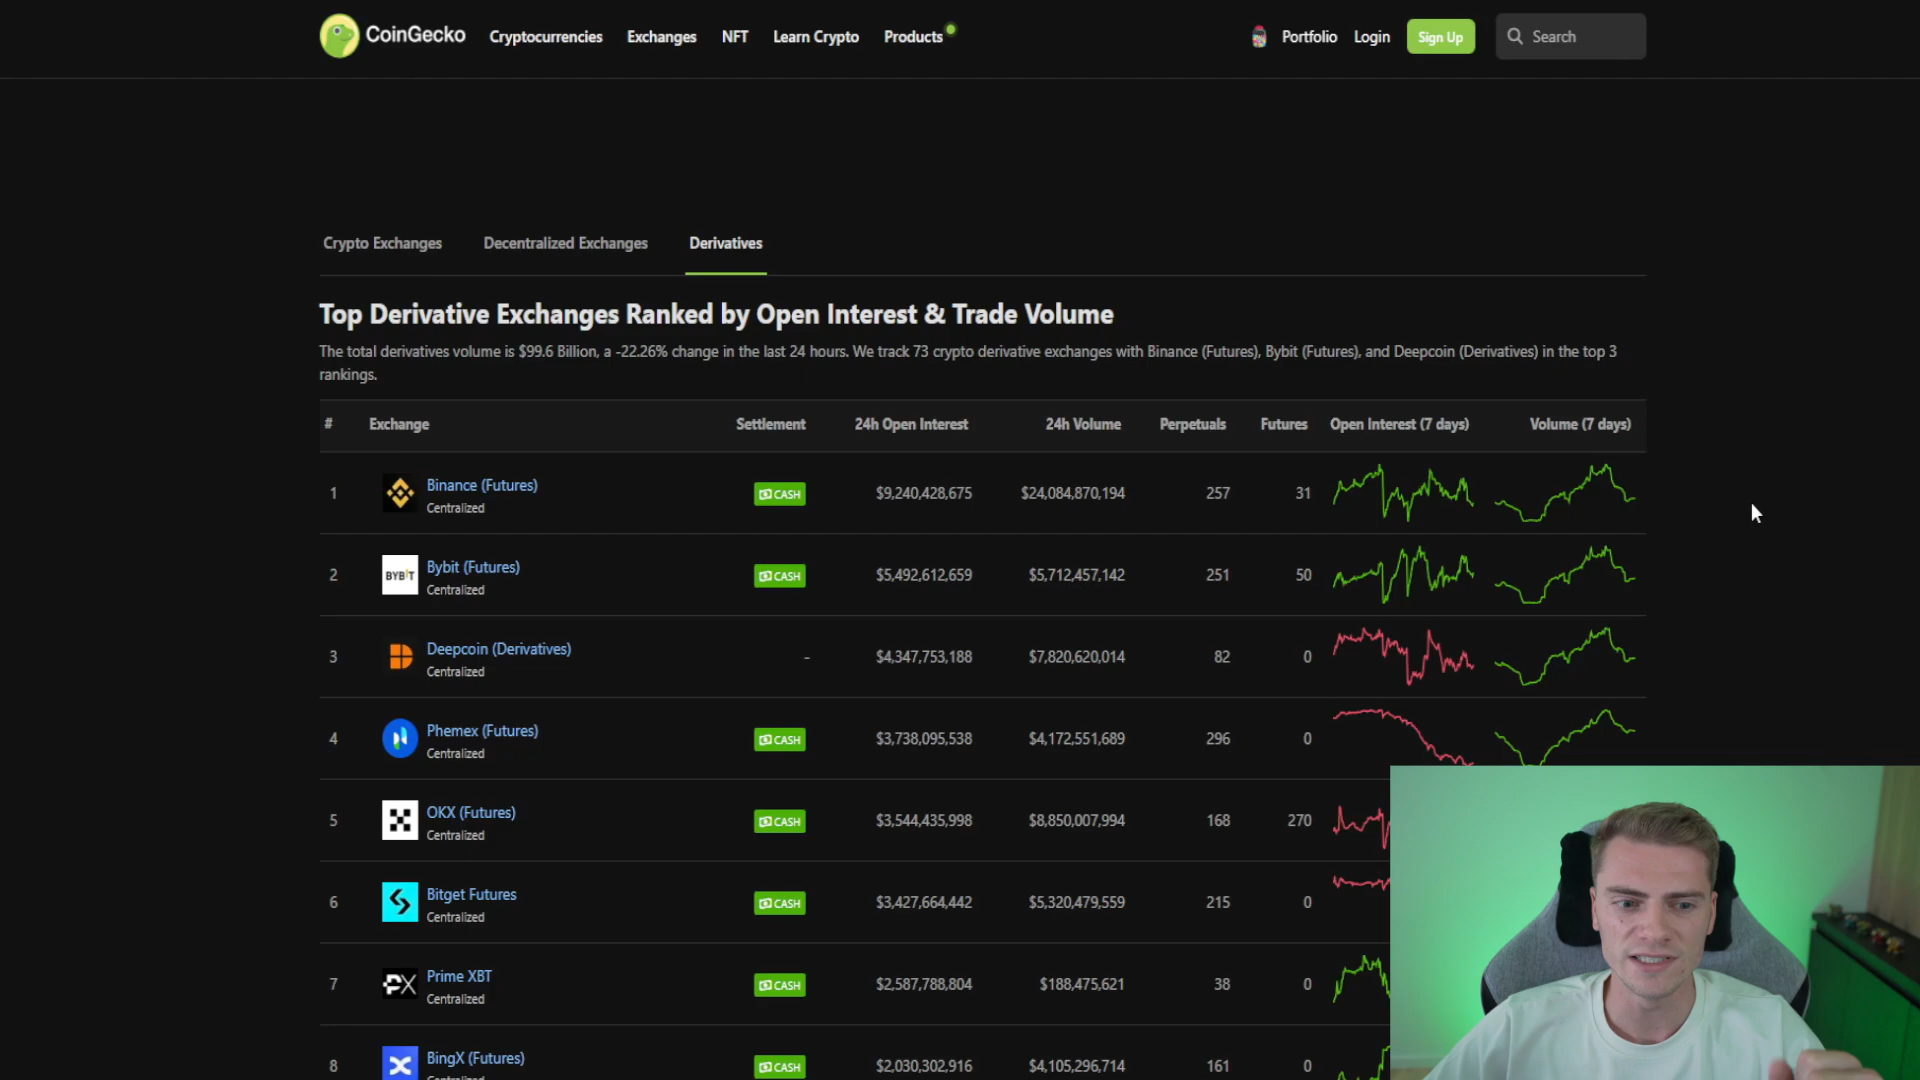 CoinGecko Cryptocurrencies Exchanges NFT Learn Crypto Products Portfolio Login Sign Up Search
Crypto Exchanges Decentralized Exchanges Derivatives
Top Derivative Exchanges Ranked by Open Interest & Trade Volume
The total derivatives volume is $99.6 Billion, a -22.26% change in the last 24 hours. We track 73 crypto derivative exchanges with Binance (Futures), Bybit (Futures), and Deepcoin (Derivatives) in the top 3
rankings.
# Exchange Settlement 24h Open Interest 24h Volume Perpetuals Futures Open Interest (7 days) Volume (7 days)
1 Binance (Futures) CASH $9,240,428,675 $24,084,870,194 257 31
Centralized
2 BYBIT Bybit (Futures) CASH $5,492,612,659 $5,712,457,142 251 50
Centralized
3 Deepcoin (Derivatives) - $4,347,753,188 $7,820,620,014 82 0
Centralized
4 Phemex (Futures) CASH $3,738,095,538 $4,172,551,689 296 0
Centralized
5 OKX (Futures) CASH $3,544,435,998 $8,850,007,994 168 270
Centralized
6 Bitget Futures CASH $3,427,664,442 $5,320,479,559 215 0
Centralized
7 PX Prime XBT CASH $2,587,788,804 $188,475,621 38 0
Centralized
8 BingX (Futures) CASH $2,030,302,916 $4,105,296,714 161 0